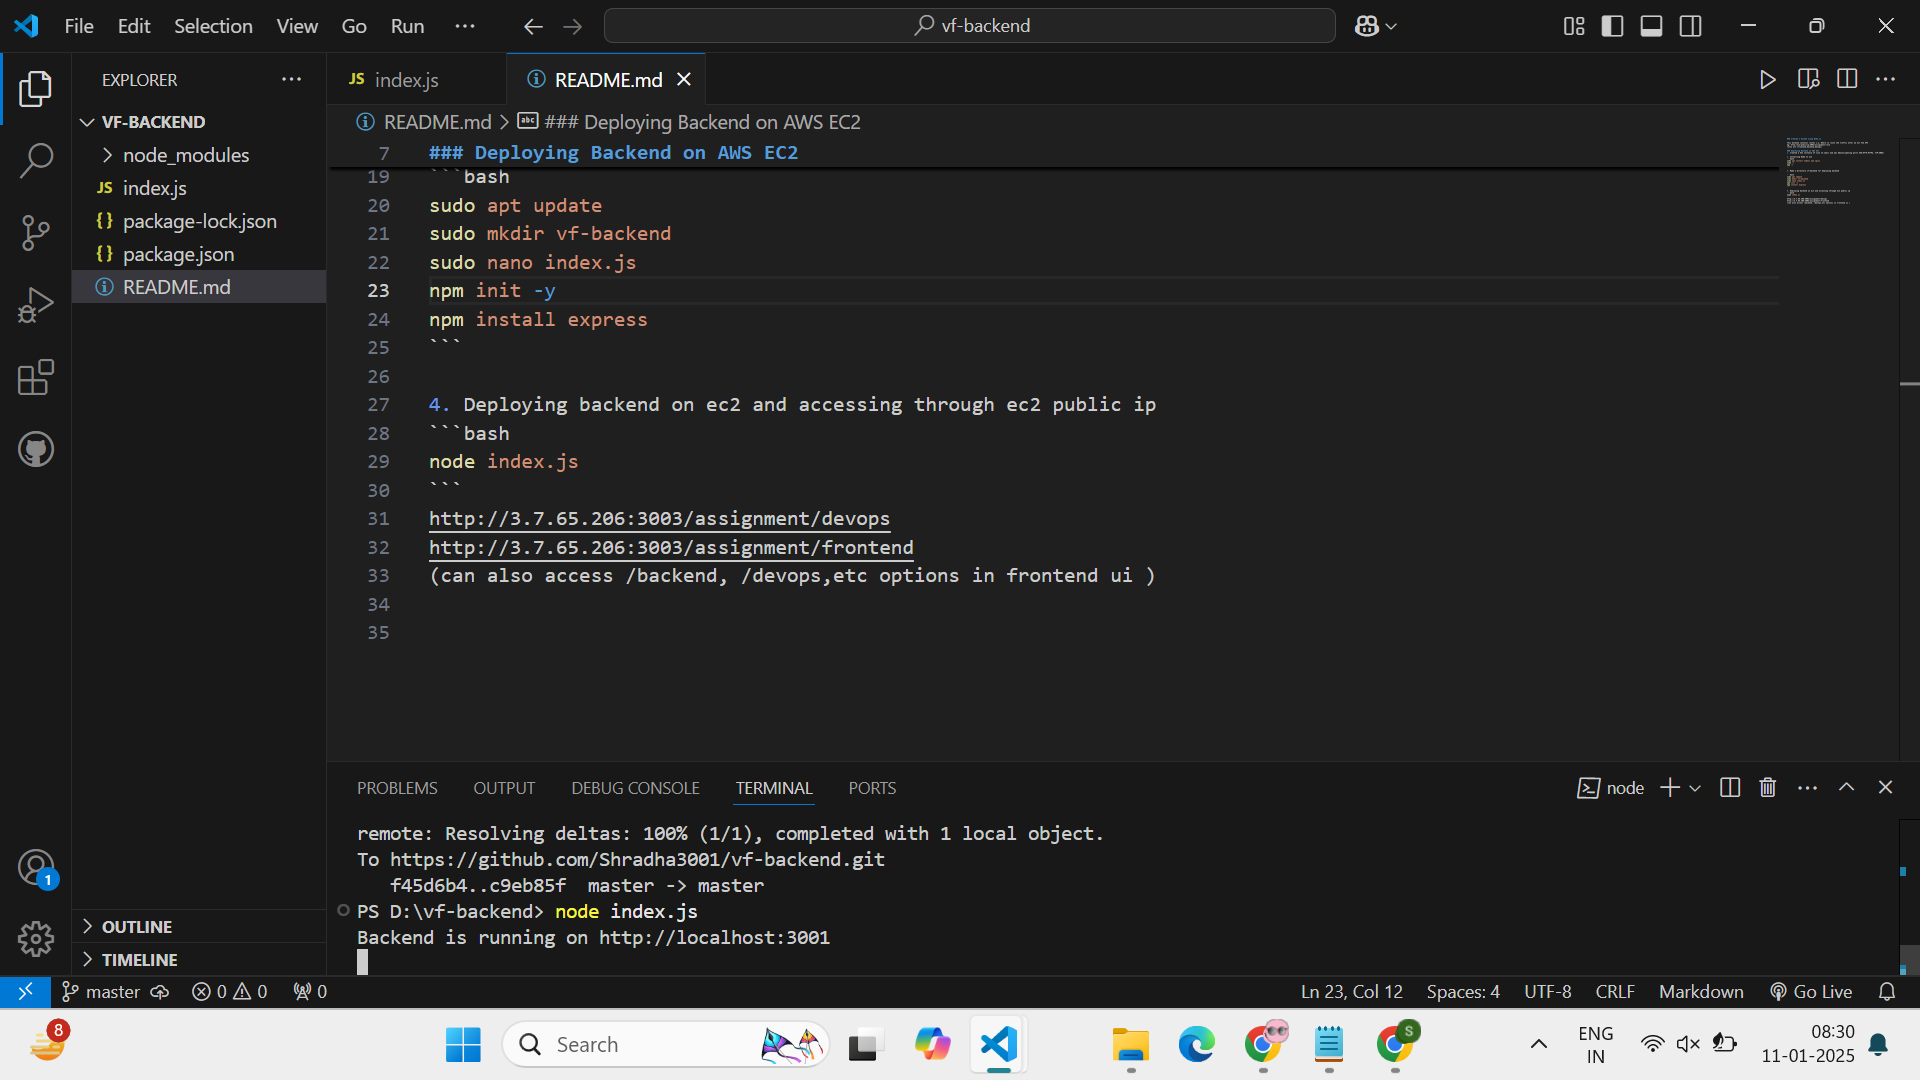 File Edit Selection View Go Run ··· vf-backend
EXPLORER ···
VF-BACKEND
node_modules
JS index.js
{} package-lock.json
{} package.json
README.md
OUTLINE
TIMELINE
JS index.js
README.md
README.md > ### Deploying Backend on AWS EC2
7 ### Deploying Backend on AWS EC2
19 ```bash
20 sudo apt update
21 sudo mkdir vf-backend
22 sudo nano index.js
23 npm init -y
24 npm install express
25 ```
26
27 4. Deploying backend on ec2 and accessing through ec2 public ip
28 ```bash
29 node index.js
30 ```
31 http://3.7.65.206:3003/assignment/devops
32 http://3.7.65.206:3003/assignment/frontend
33 (can also access /backend, /devops,etc options in frontend ui )
34
35
PROBLEMS OUTPUT DEBUG CONSOLE TERMINAL PORTS node
remote: Resolving deltas: 100% (1/1), completed with 1 local object.
To https://github.com/Shradha3001/vf-backend.git
f45d6b4..c9eb85f master -> master
PS D:\vf-backend> node index.js
Backend is running on http://localhost:3001
1
master 0 0 0 Ln 23, Col 12 Spaces: 4 UTF-8 CRLF Markdown Go Live
8
Search
S
ENG
IN
08:30
11-01-2025